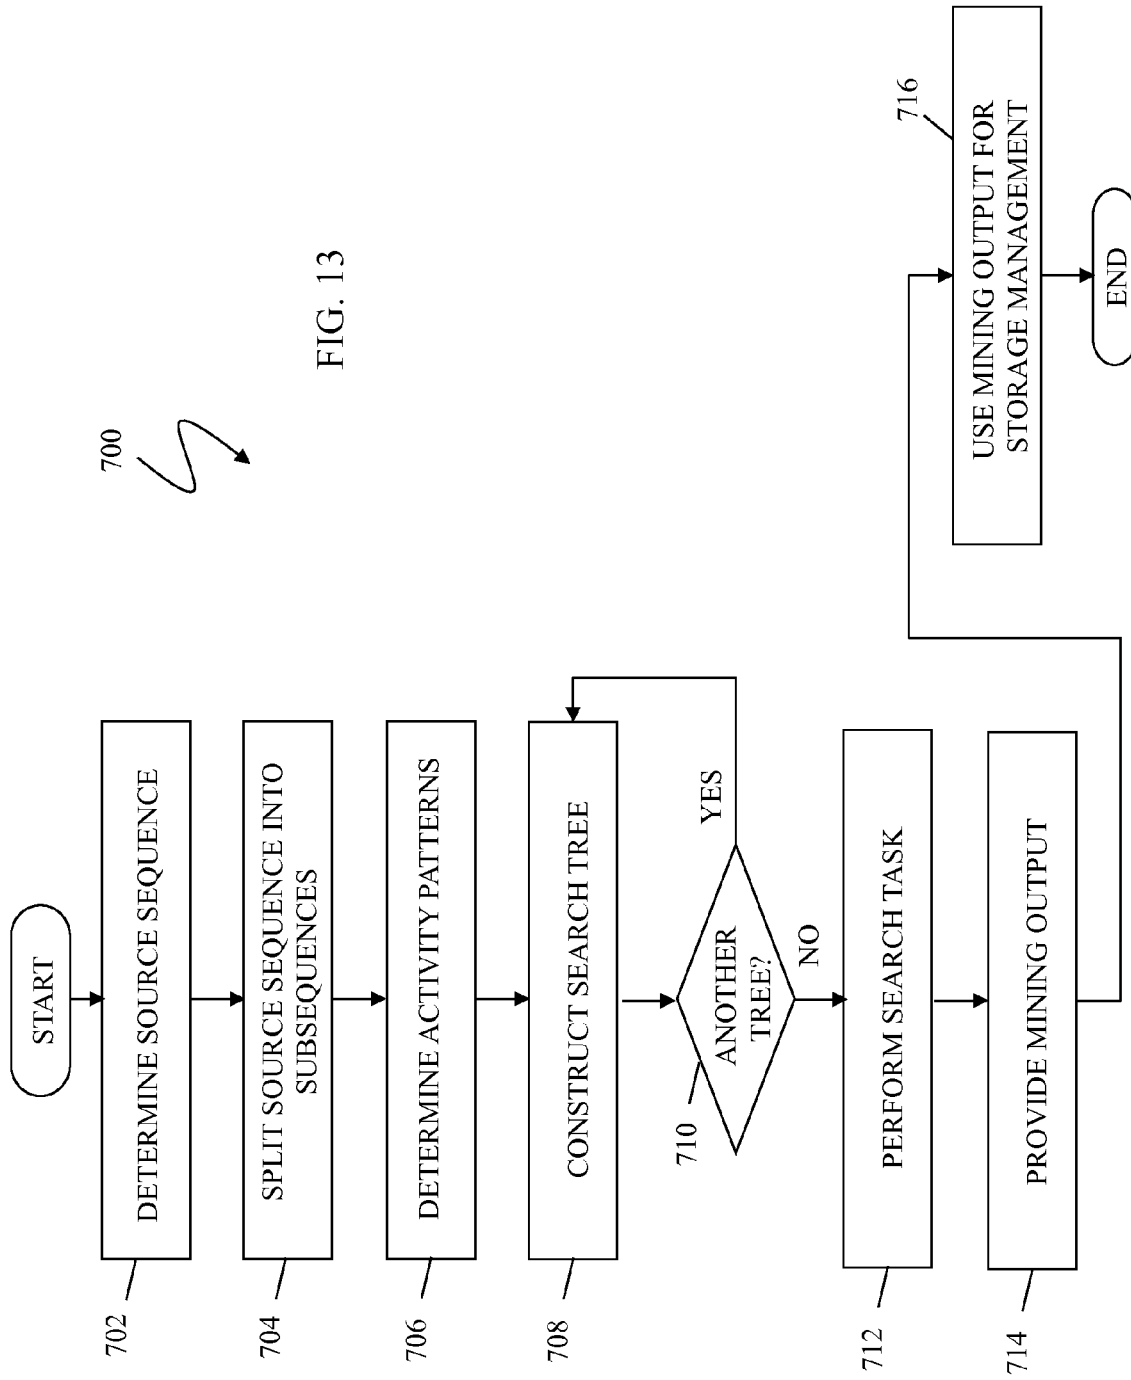 START
702
DETERMINE SOURCE SEQUENCE
704
SPLIT SOURCE SEQUENCE INTO
SUBSEQUENCES
706
DETERMINE ACTIVITY PATTERNS
708
CONSTRUCT SEARCH TREE
710
ANOTHER
TREE?
YES
NO
712
PERFORM SEARCH TASK
714
PROVIDE MINING OUTPUT
700
FIG. 13
716
USE MINING OUTPUT FOR
STORAGE MANAGEMENT
END